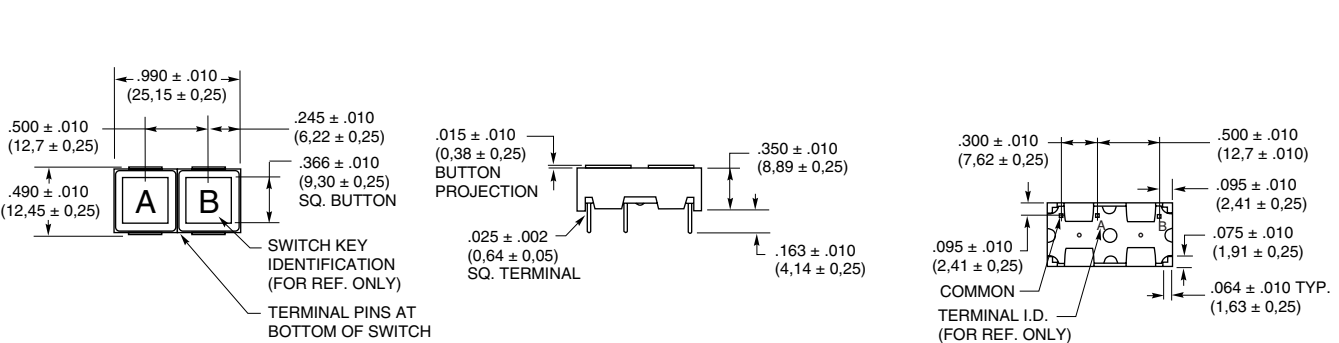 .990 ± .010
(25,15 ± 0,25)
.500 ± .010
(12,7 ± 0,25)
.245 ± .010
(6,22 ± 0,25)
.366 ± .010
(9,30 ± 0,25)
SQ. BUTTON
.490 ± .010
(12,45 ± 0,25)
A
B
SWITCH KEY
IDENTIFICATION
(FOR REF. ONLY)
TERMINAL PINS AT
BOTTOM OF SWITCH
.015 ± .010
(0,38 ± 0,25)
BUTTON
PROJECTION
.350 ± .010
(8,89 ± 0,25)
.025 ± .002
(0,64 ± 0,05)
SQ. TERMINAL
.163 ± .010
(4,14 ± 0,25)
.300 ± .010
(7,62 ± 0,25)
.500 ± .010
(12,7 ± .010)
.095 ± .010
(2,41 ± 0,25)
A
B
.095 ± .010
(2,41 ± 0,25)
.075 ± .010
(1,91 ± 0,25)
COMMON
.064 ± .010 TYP.
(1,63 ± 0,25)
TERMINAL I.D.
(FOR REF. ONLY)